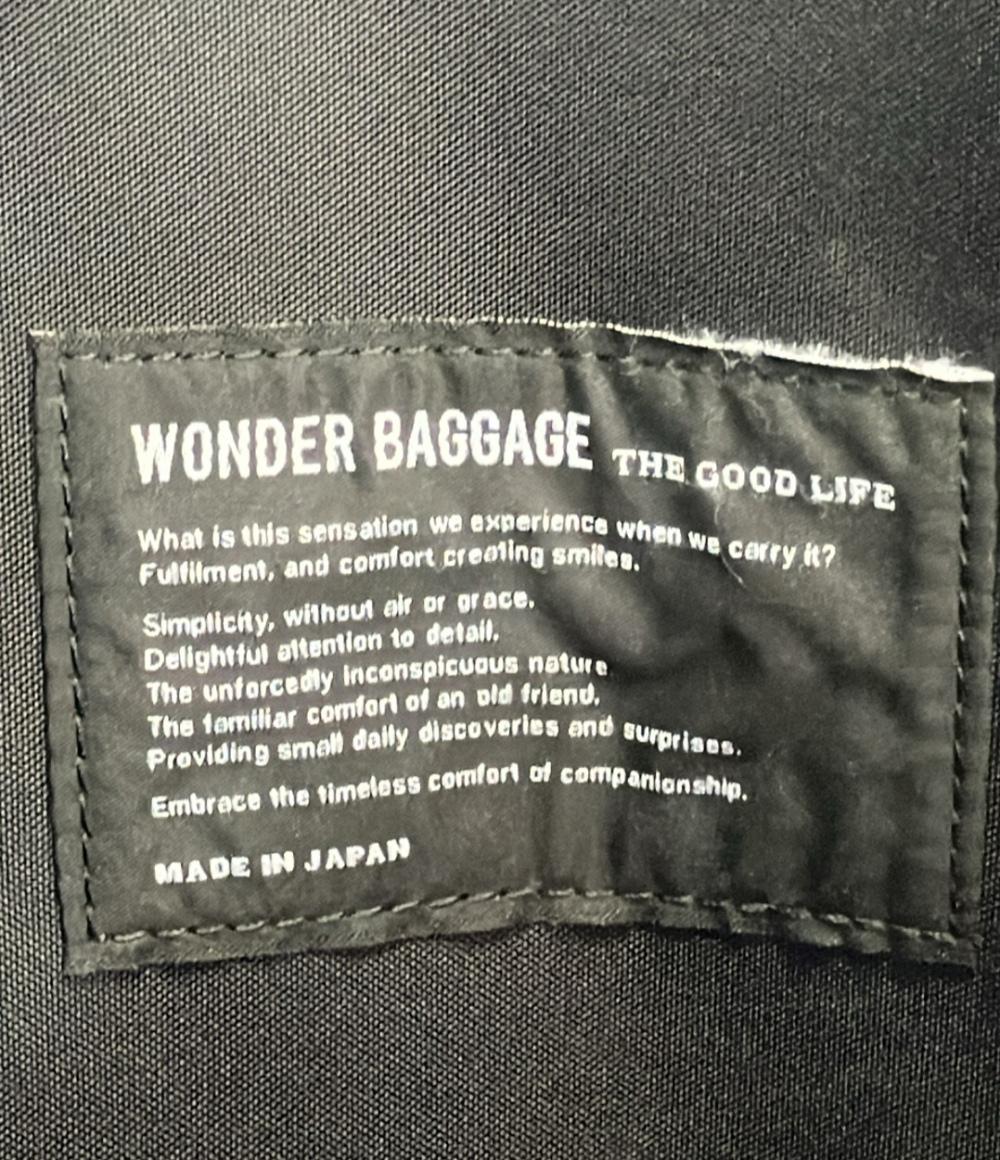 WONDER BAGGAGE THE GOOD LIFE
What is this sensation we experience when we carry it?
Fulfilment, and comfort creating smiles.
Simplicity, without air or grace.
Delightful attention to detail.
The unforcedly inconspicuous nature
The familiar comfort of an old friend.
Providing small daily discoveries and surprises.
Embrace the timeless comfort of companionship.
MADE IN JAPAN